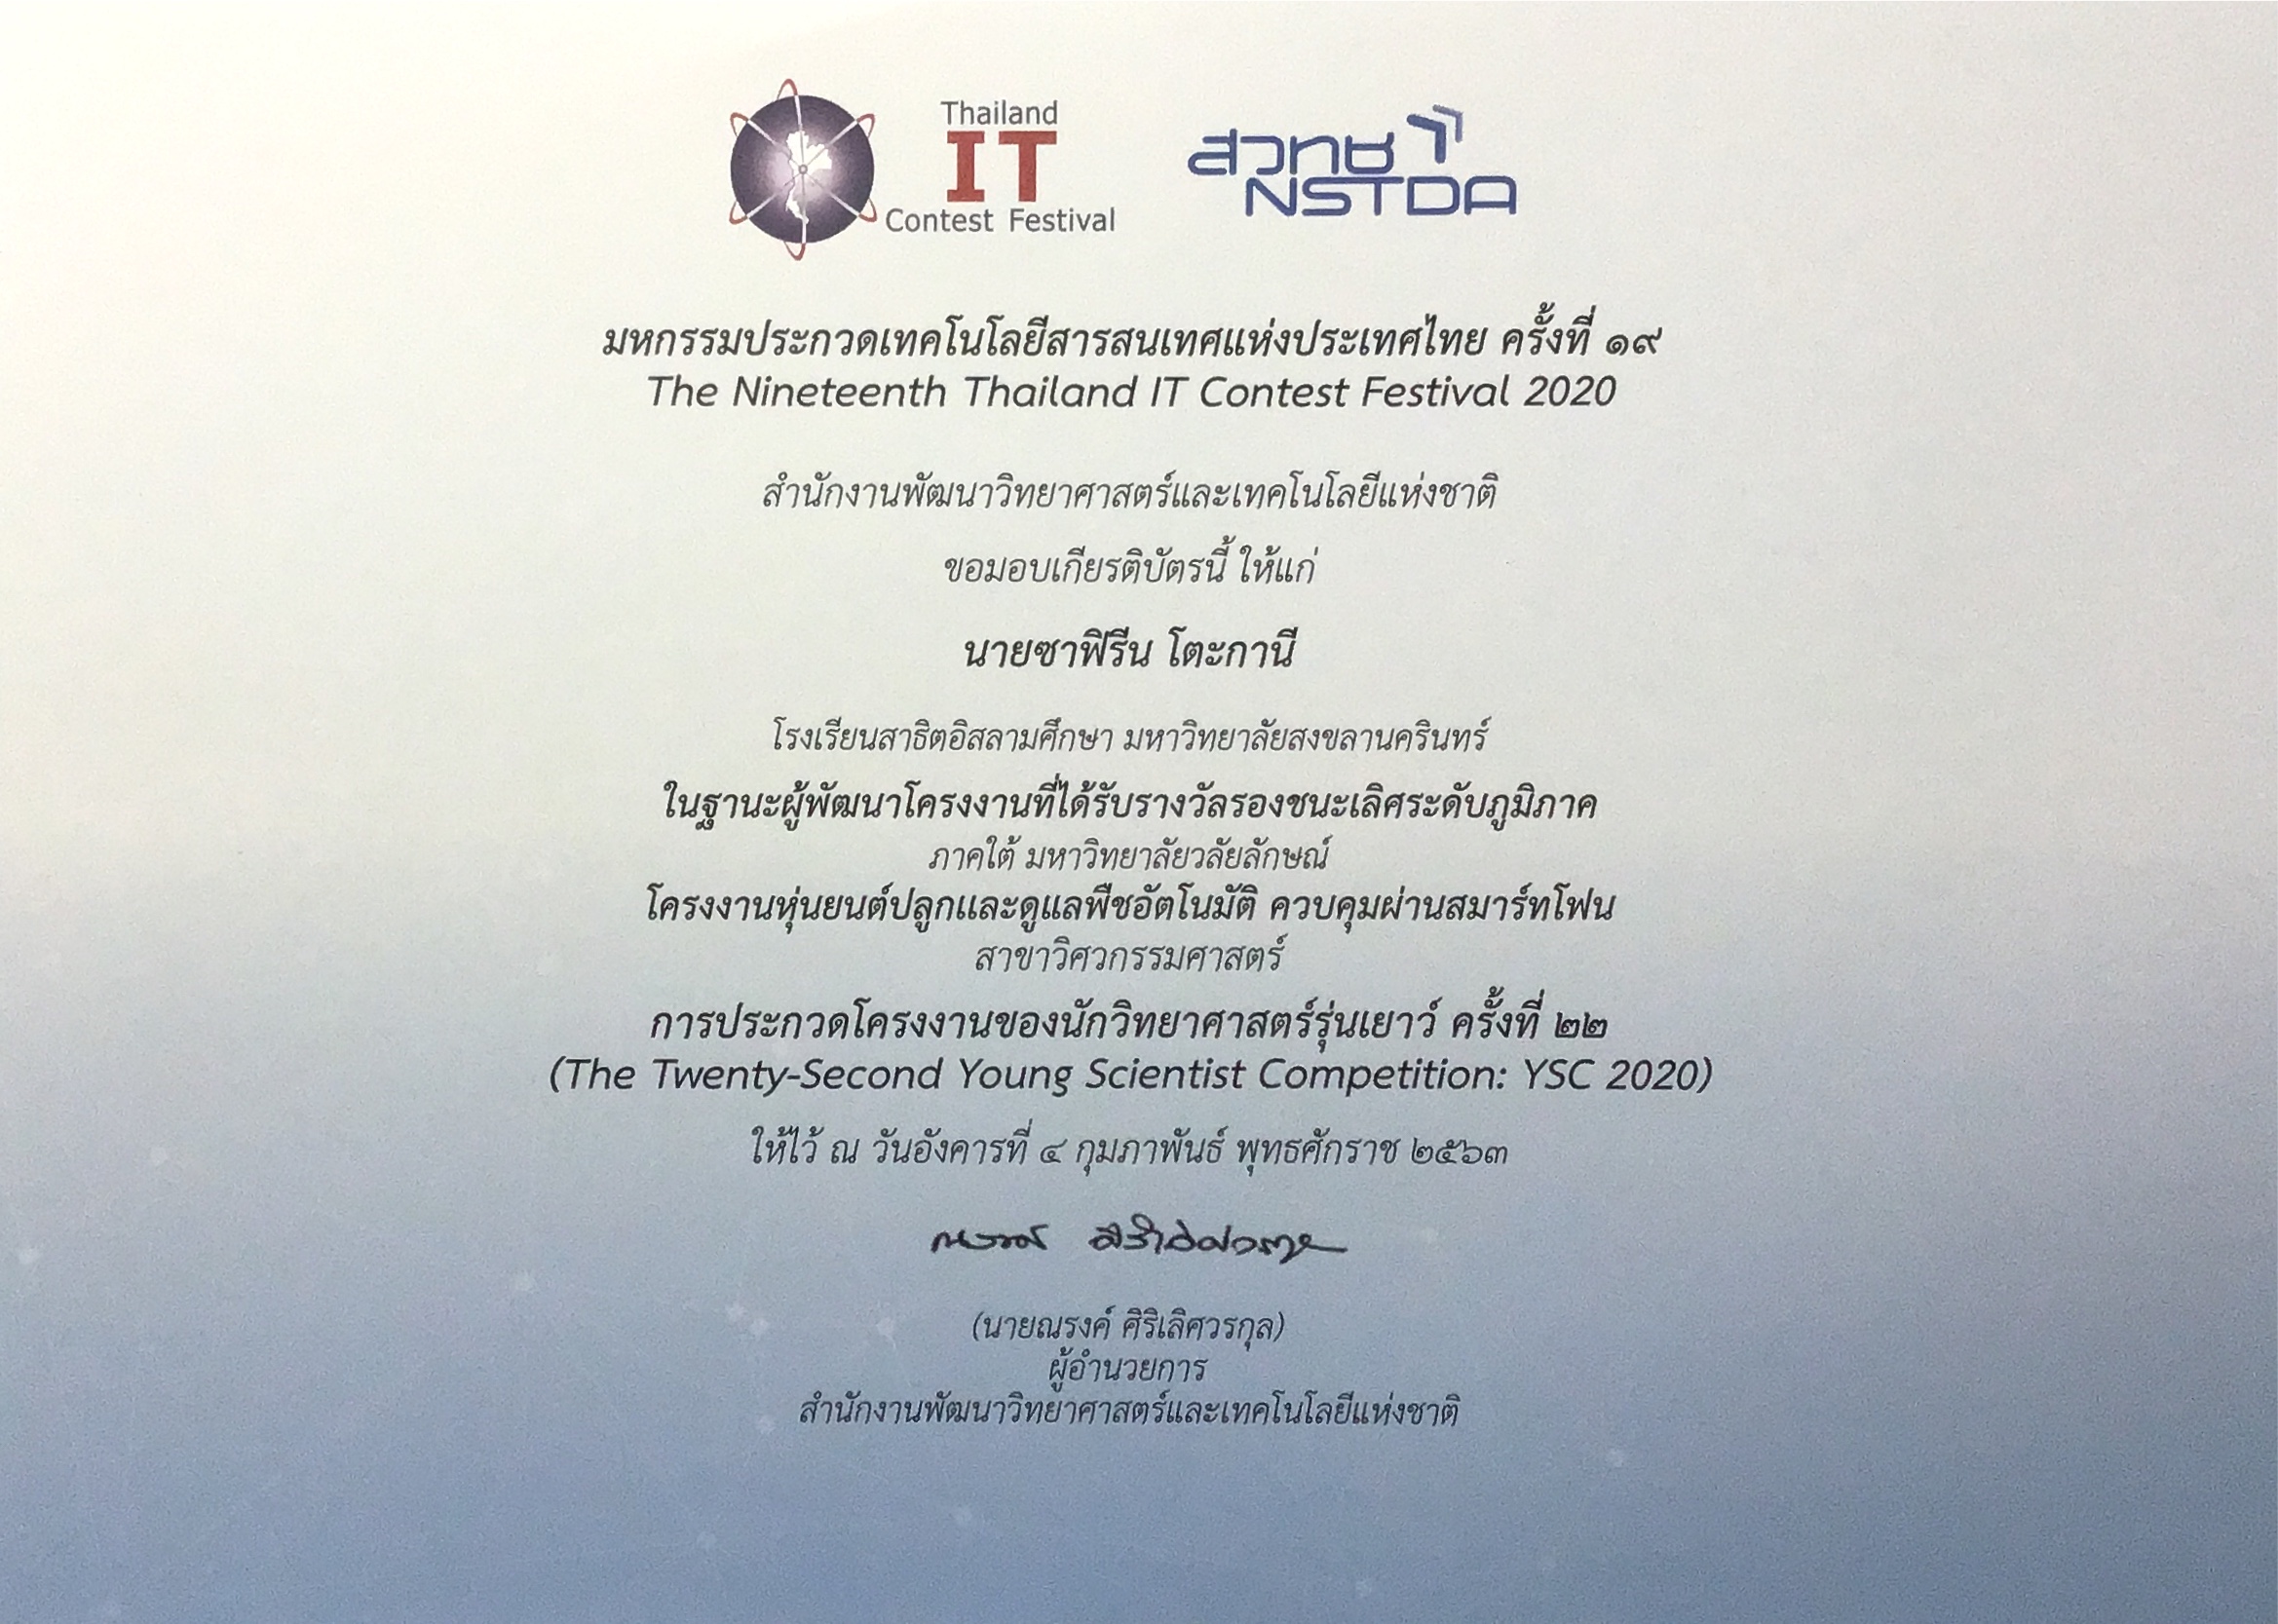 Thailand
IT
Contest Festival
สวทช
NSTDA
มหกรรมประกวดเทคโนโลยีสารสนเทศแห่งประเทศไทย ครั้งที่ ๑๙
The Nineteenth Thailand IT Contest Festival 2020
สำนักงานพัฒนาวิทยาศาสตร์และเทคโนโลยีแห่งชาติ
ขอมอบเกียรติบัตรนี้ ให้แก่
นายซาฟิรีน โตะกานี
โรงเรียนสาธิตอิสลามศึกษา มหาวิทยาลัยสงขลานครินทร์
ในฐานะผู้พัฒนาโครงงานที่ได้รับรางวัลรองชนะเลิศระดับภูมิภาค
ภาคใต้ มหาวิทยาลัยวลัยลักษณ์
โครงงานหุ่นยนต์ปลูกและดูแลพืชอัตโนมัติ ควบคุมผ่านสมาร์ทโฟน
สาขาวิศวกรรมศาสตร์
การประกวดโครงงานของนักวิทยาศาสตร์รุ่นเยาว์ ครั้งที่ ๒๒
(The Twenty-Second Young Scientist Competition: YSC 2020)
ให้ไว้ ณ วันอังคารที่ ๔ กุมภาพันธ์ พุทธศักราช ๒๕๖๓
(นายณรงค์ ศิริเลิศวรกุล)
ผู้อำนวยการ
สำนักงานพัฒนาวิทยาศาสตร์และเทคโนโลยีแห่งชาติ